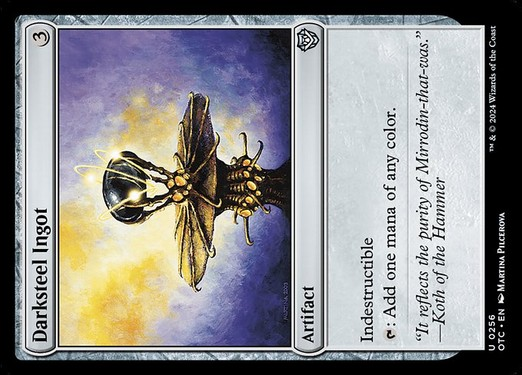 Darksteel Ingot 3
Artifact
Indestructible
: Add one mana of any color.
“It reflects the purity of Mirrodin-that-was.”
—Koth of the Hammer
U 0256
OTC • EN MARTINA PILCEROVA
™ & © 2024 Wizards of the Coast